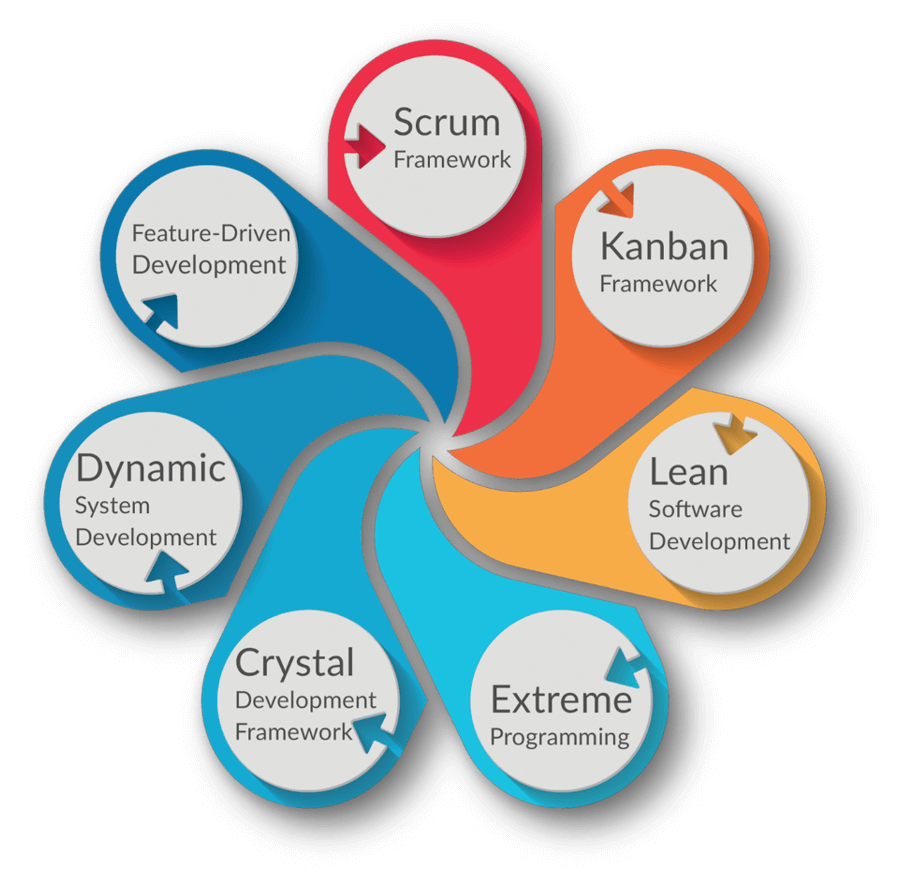 Scrum
Framework
Kanban
Framework
Lean
Software
Development
Extreme
Programming
Crystal
Development
Framework
Dynamic
System
Development
Feature-Driven
Development